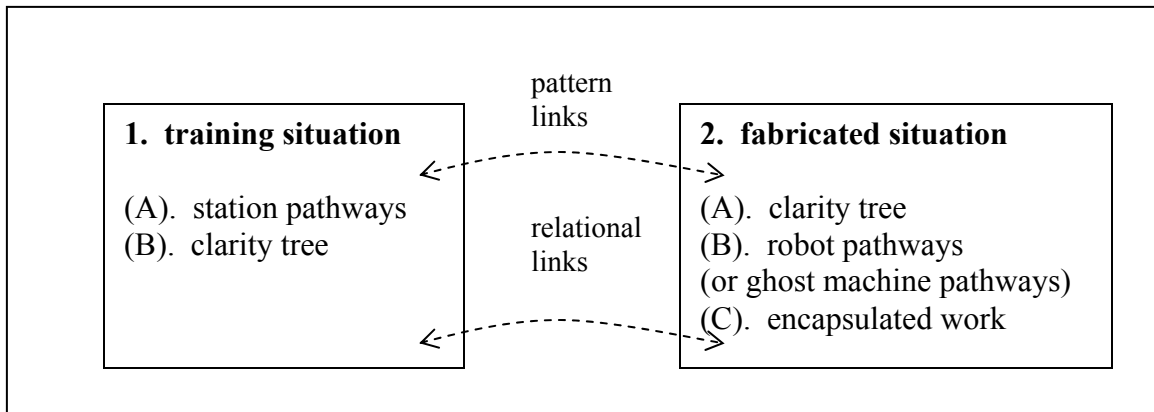 pattern
links
1. training situation
(A). station pathways
(B). clarity tree
relational
links
2. fabricated situation
(A). clarity tree
(B). robot pathways
(or ghost machine pathways)
(C). encapsulated work